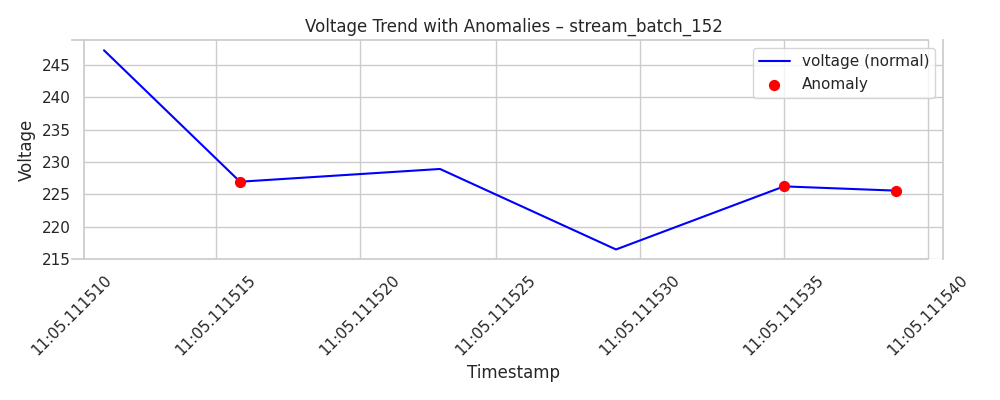 Voltage Trend with Anomalies – stream_batch_152
voltage (normal)
Anomaly
Voltage
245
240
235
230
225
220
215
11:05.111510
11:05.111515
11:05.111520
11:05.111525
11:05.111530
11:05.111535
11:05.111540
Timestamp